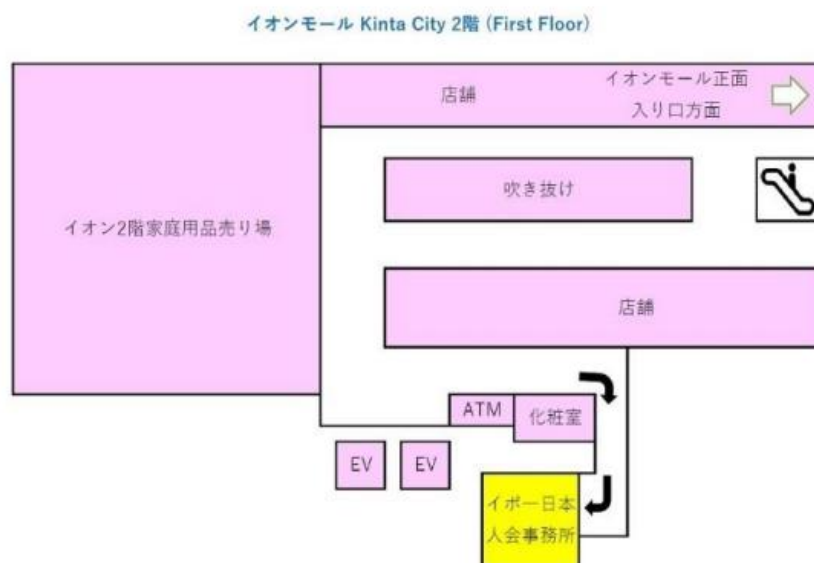 イオンモール Kinta City 2階 (First Floor)
店舗
イオンモール正面
入り口方面
吹き抜け
イオン2階家庭用品売り場
店舗
ATM
化粧室
EV
EV
イポー日本
人会事務所